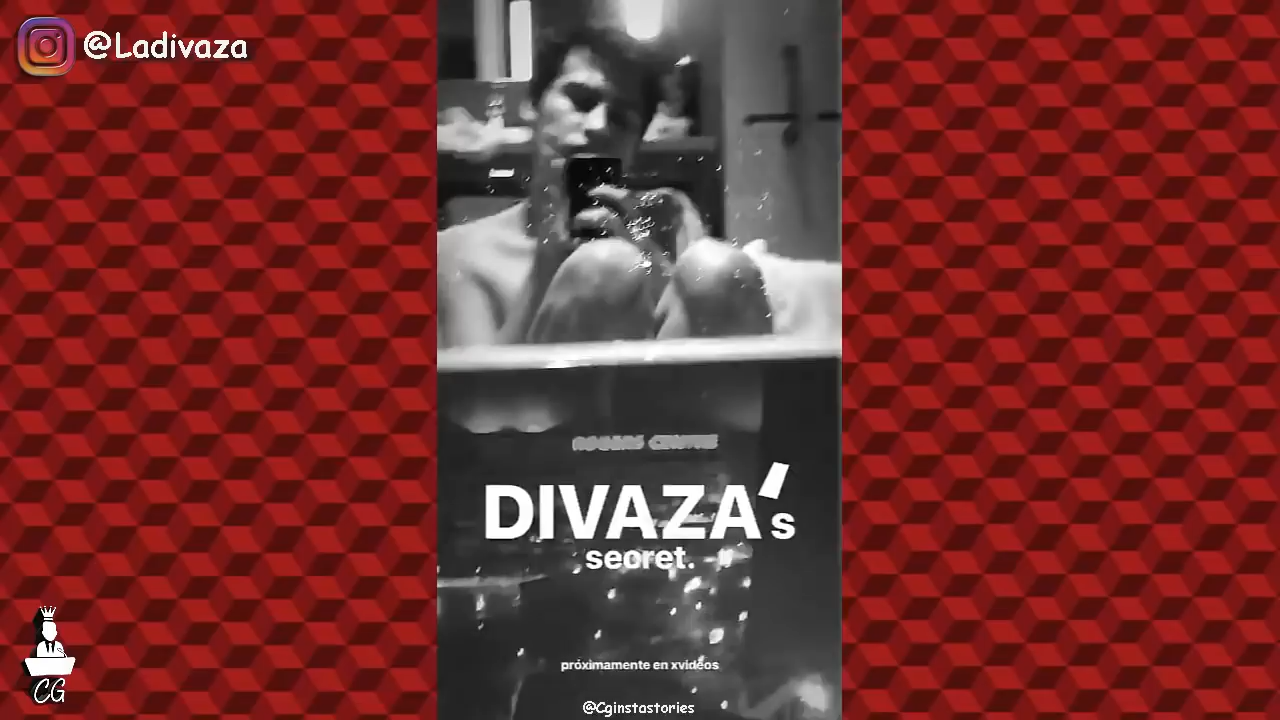 @Ladivaza
DIVAZA's
secret.
próximamente en xvideos
CG
@Cginstastories